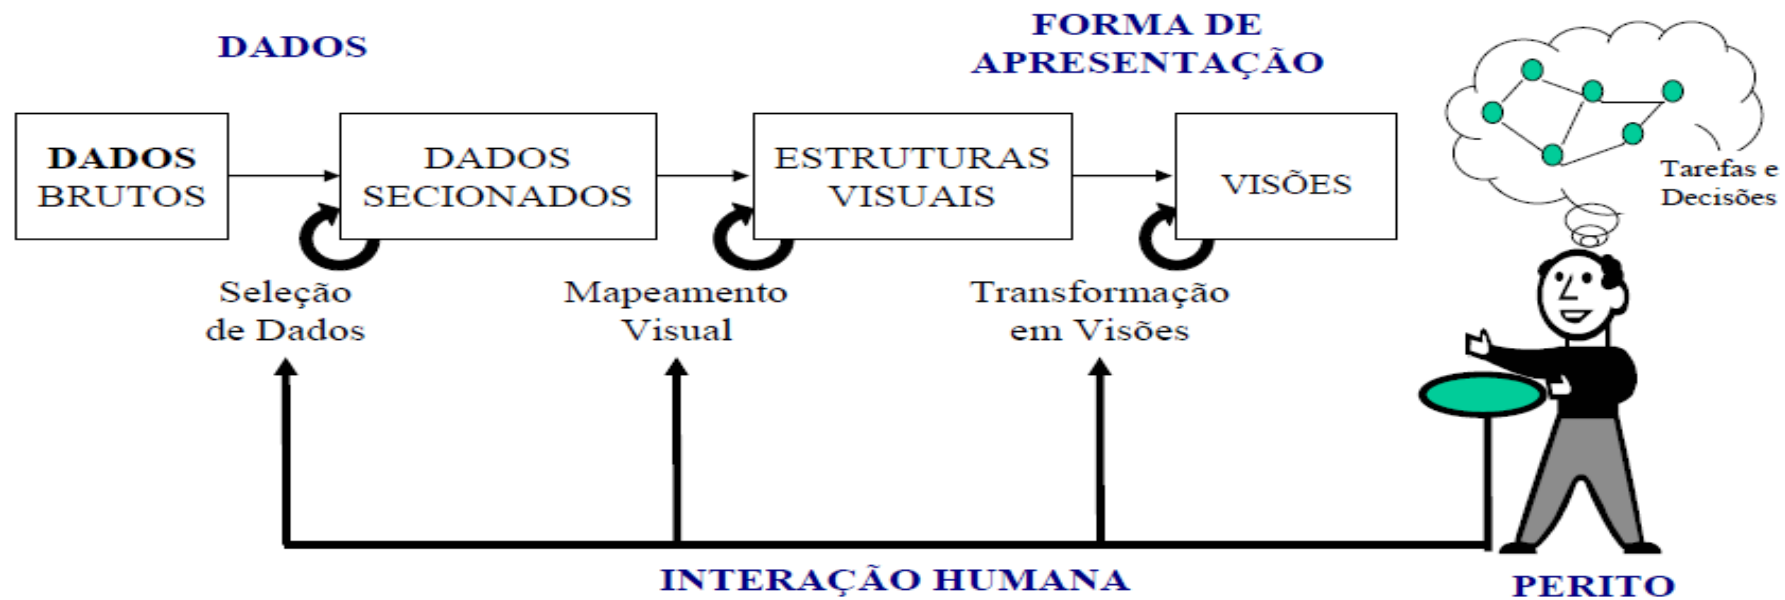 DADOS
FORMA DE
APRESENTAÇÃO
DADOS
BRUTOS
DADOS
SECIONADOS
ESTRUTURAS
VISUAIS
VISÕES
Tarefas e
Decisões
Seleção
de Dados
Mapeamento
Visual
Transformação
em Visões
INTERAÇÃO HUMANA
PERITO